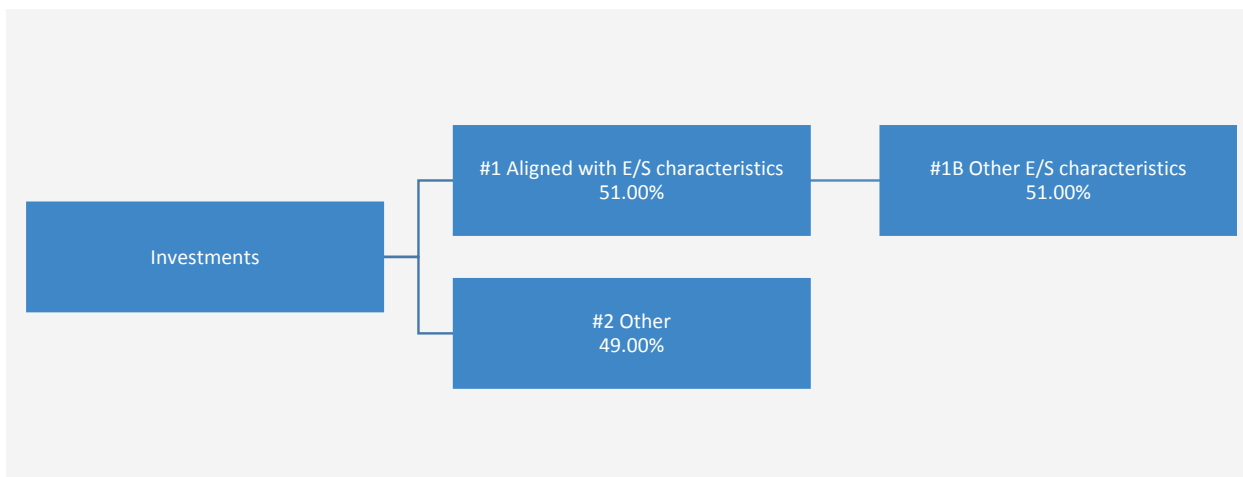 Investments
#1 Aligned with E/S characteristics
51.00%
#1B Other E/S characteristics
51.00%
#2 Other
49.00%